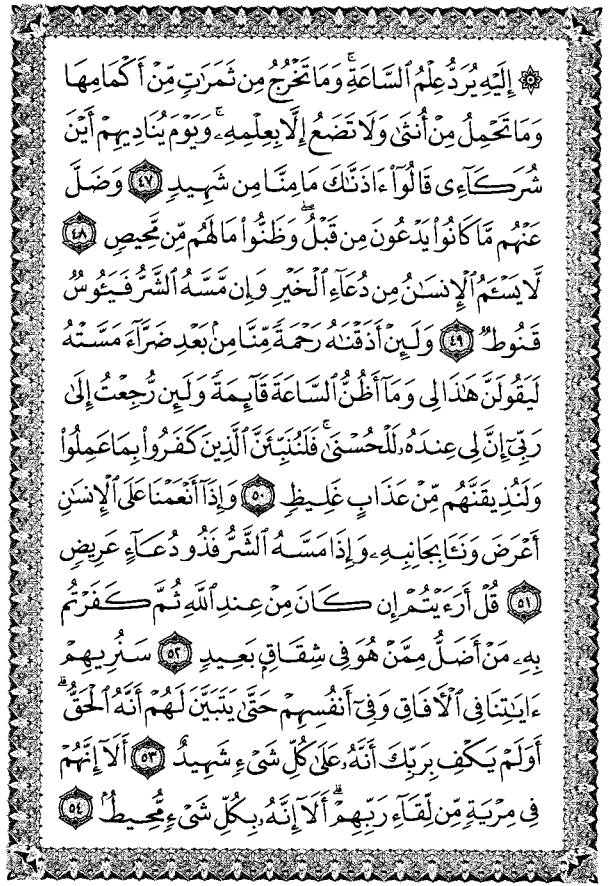 ۞ إِلَيْهِ يُرَدُّ عِلْمُ ٱلسَّاعَةِ ۚ وَمَا تَخْرُجُ مِن ثَمَرَٰتٍ مِّنْ أَكْمَامِهَا
وَمَا تَحْمِلُ مِنْ أُنثَىٰ وَلَا تَضَعُ إِلَّا بِعِلْمِهِۦ ۚ وَيَوْمَ يُنَادِيهِمْ أَيْنَ
شُرَكَآءِى قَالُوٓا۟ ءَاذَنَّـٰكَ مَا مِنَّا مِن شَهِيدٍ ٤٧ وَضَلَّ
عَنْهُم مَّا كَانُوا۟ يَدْعُونَ مِن قَبْلُ ۖ وَظَنُّوا۟ مَا لَهُم مِّن مَّحِيصٍ ٤٨
لَّا يَسْـَٔمُ ٱلْإِنسَـٰنُ مِن دُعَآءِ ٱلْخَيْرِ وَإِن مَّسَّهُ ٱلشَّرُّ فَيَـُٔوسٌ
قَنُوطٌ ٤٩ وَلَئِنْ أَذَقْنَـٰهُ رَحْمَةً مِّنَّا مِنۢ بَعْدِ ضَرَّآءَ مَسَّتْهُ
لَيَقُولَنَّ هَـٰذَا لِى وَمَآ أَظُنُّ ٱلسَّاعَةَ قَآئِمَةً وَلَئِن رُّجِعْتُ إِلَىٰ
رَبِّىٓ إِنَّ لِى عِندَهُۥ لَلْحُسْنَىٰ ۚ فَلَنُنَبِّئَنَّ ٱلَّذِينَ كَفَرُوا۟ بِمَا عَمِلُوا۟
وَلَنُذِيقَنَّهُم مِّنْ عَذَابٍ غَلِيظٍ ٥٠ وَإِذَآ أَنْعَمْنَا عَلَى ٱلْإِنسَـٰنِ
أَعْرَضَ وَنَـَٔا بِجَانِبِهِۦ وَإِذَا مَسَّهُ ٱلشَّرُّ فَذُو دُعَآءٍ عَرِيضٍ
٥١ قُلْ أَرَءَيْتُمْ إِن كَانَ مِنْ عِندِ ٱللَّهِ ثُمَّ كَفَرْتُم
بِهِۦ مَنْ أَضَلُّ مِمَّنْ هُوَ فِى شِقَاقٍۭ بَعِيدٍ ٥٢ سَنُرِيهِمْ
ءَايَـٰتِنَا فِى ٱلْـَٔافَاقِ وَفِىٓ أَنفُسِهِمْ حَتَّىٰ يَتَبَيَّنَ لَهُمْ أَنَّهُ ٱلْحَقُّ ۗ
أَوَلَمْ يَكْفِ بِرَبِّكَ أَنَّهُۥ عَلَىٰ كُلِّ شَىْءٍ شَهِيدٌ ٥٣ أَلَآ إِنَّهُمْ
فِى مِرْيَةٍ مِّن لِّقَآءِ رَبِّهِمْ ۗ أَلَآ إِنَّهُۥ بِكُلِّ شَىْءٍ مُّحِيطٌۢ ٥٤